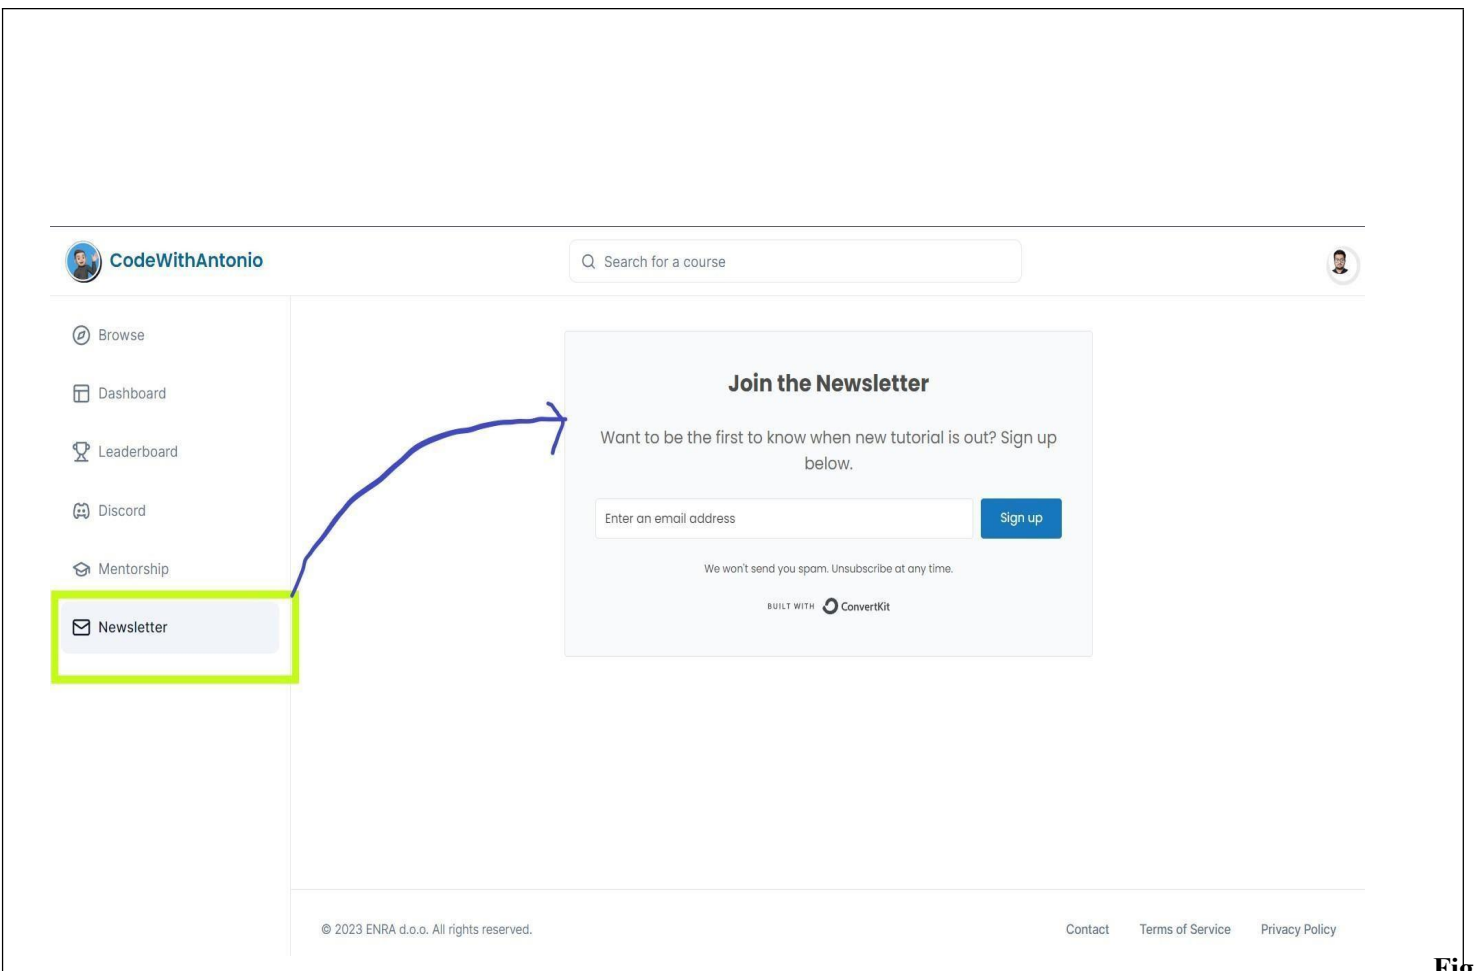 CodeWithAntonio
Search for a course
Browse
Dashboard
Leaderboard
Discord
Mentorship
Newsletter
Join the Newsletter
Want to be the first to know when new tutorial is out? Sign up
below.
Enter an email address
Sign up
We won't send you spam. Unsubscribe at any time.
BUILT WITH ConvertKit
© 2023 ENRA d.o.o. All rights reserved.
Contact Terms of Service Privacy Policy
Fig